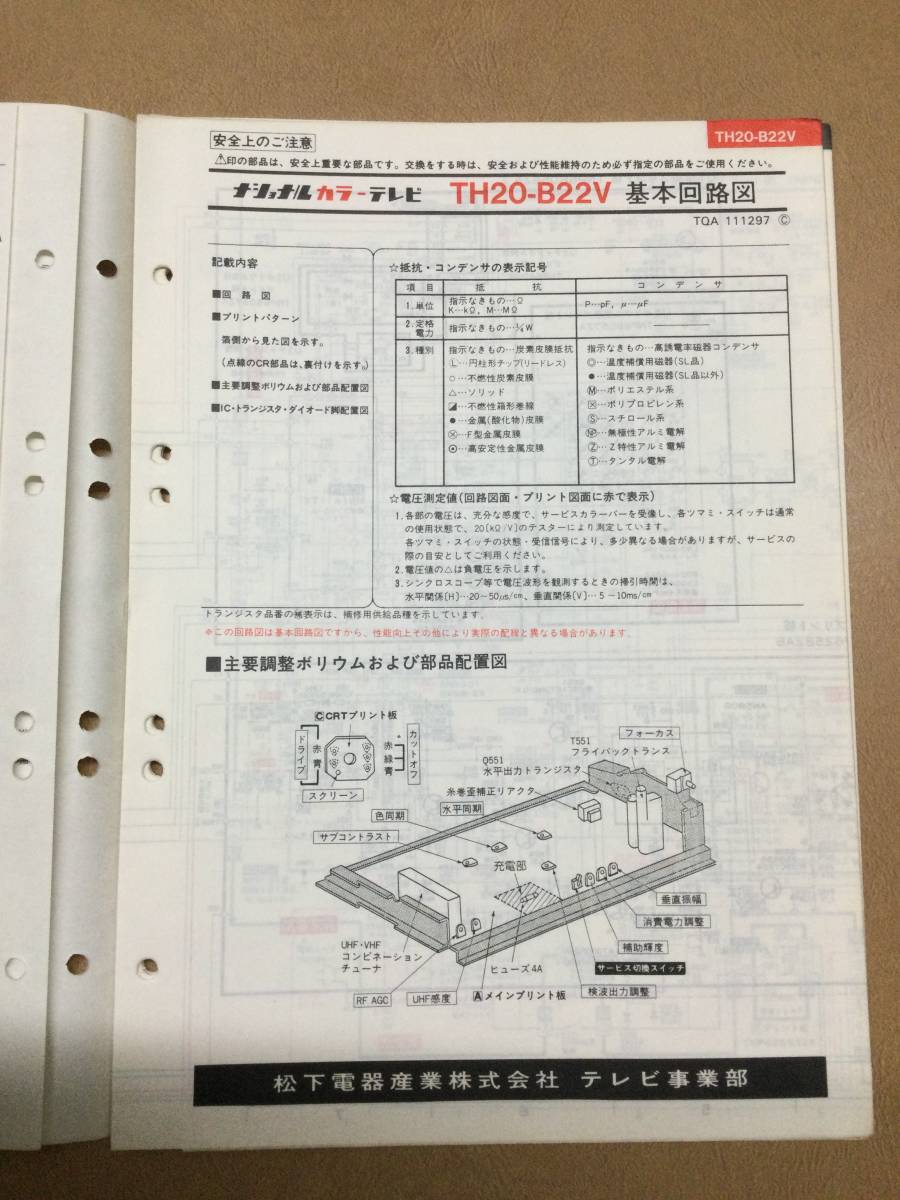 TH20-B22V
安全上のご注意
⚠印の部品は、安全上重要な部品です。交換をする時は、安全および性能維持のため必ず指定の部品をご使用ください。
ナショナル カラーテレビ TH20-B22V 基本回路図
TQA 111297 Ⓒ
記載内容
■回路図
■プリントパターン
箔側から見た図を示す。
(点線のCR部品は、裏付けを示す。)
■主要調整ボリウムおよび部品配置図
■IC・トランジスタ・ダイオード脚配置図
☆抵抗・コンデンサの表示記号
項目 抵抗 コンデンサ
1.単位 指示なきもの…Ω P…pF, μ…μF
K…kΩ, M…MΩ
2.定格電力 指示なきもの…¼W ————
3.種別 指示なきもの…炭素皮膜抵抗 指示なきもの…高誘電率磁器コンデンサ
Ⓛ…円柱形チップ(リードレス) ◎…温度補償用磁器(SL品)
○…不燃性炭素皮膜 ●…温度補償用磁器(SL品以外)
△…ソリッド Ⓜ…ポリエステル系
◪…不燃性箱形巻線 ☒…ポリプロピレン系
●…金属(酸化物)皮膜 Ⓢ…スチロール系
⊗…F型金属皮膜 NP…無極性アルミ電解
⊙…高安定性金属皮膜 Ⓩ…Z特性アルミ電解
Ⓣ…タンタル電解
☆電圧測定値(回路図面・プリント図面に赤で表示)
1.各部の電圧は、充分な感度で、サービスカラーバーを受像し、各ツマミ・スイッチは通常
の使用状態で、20[kΩ/V]のテスターにより測定しています。
各ツマミ・スイッチの状態・受信信号により、多少異なる場合がありますが、サービスの
際の目安としてご利用ください。
2.電圧値の△は負電圧を示します。
3.シンクロスコープ等で電圧波形を観測するときの掃引時間は、
水平関係[H]…20~50μs/cm、垂直関係[V]…5~10ms/cm
トランジスタ品番の補表示は、補修用供給品種を示しています。
※この回路図は基本回路図ですから、性能向上その他により実際の配線と異なる場合があります。
■主要調整ボリウムおよび部品配置図
C CRTプリント板
ドライブ
赤
青
赤
緑
青
カットオフ
スクリーン
T551
フライバックトランス
フォーカス
Q551
水平出力トランジスタ
糸巻歪補正リアクタ
水平同期
色同期
サブコントラスト
充電部
垂直振幅
消費電力調整
補助輝度
サービス切換スイッチ
検波出力調整
UHF・VHF
コンビネーション
チューナ
ヒューズ4A
RF AGC
UHF感度
A メインプリント板
松下電器産業株式会社 テレビ事業部